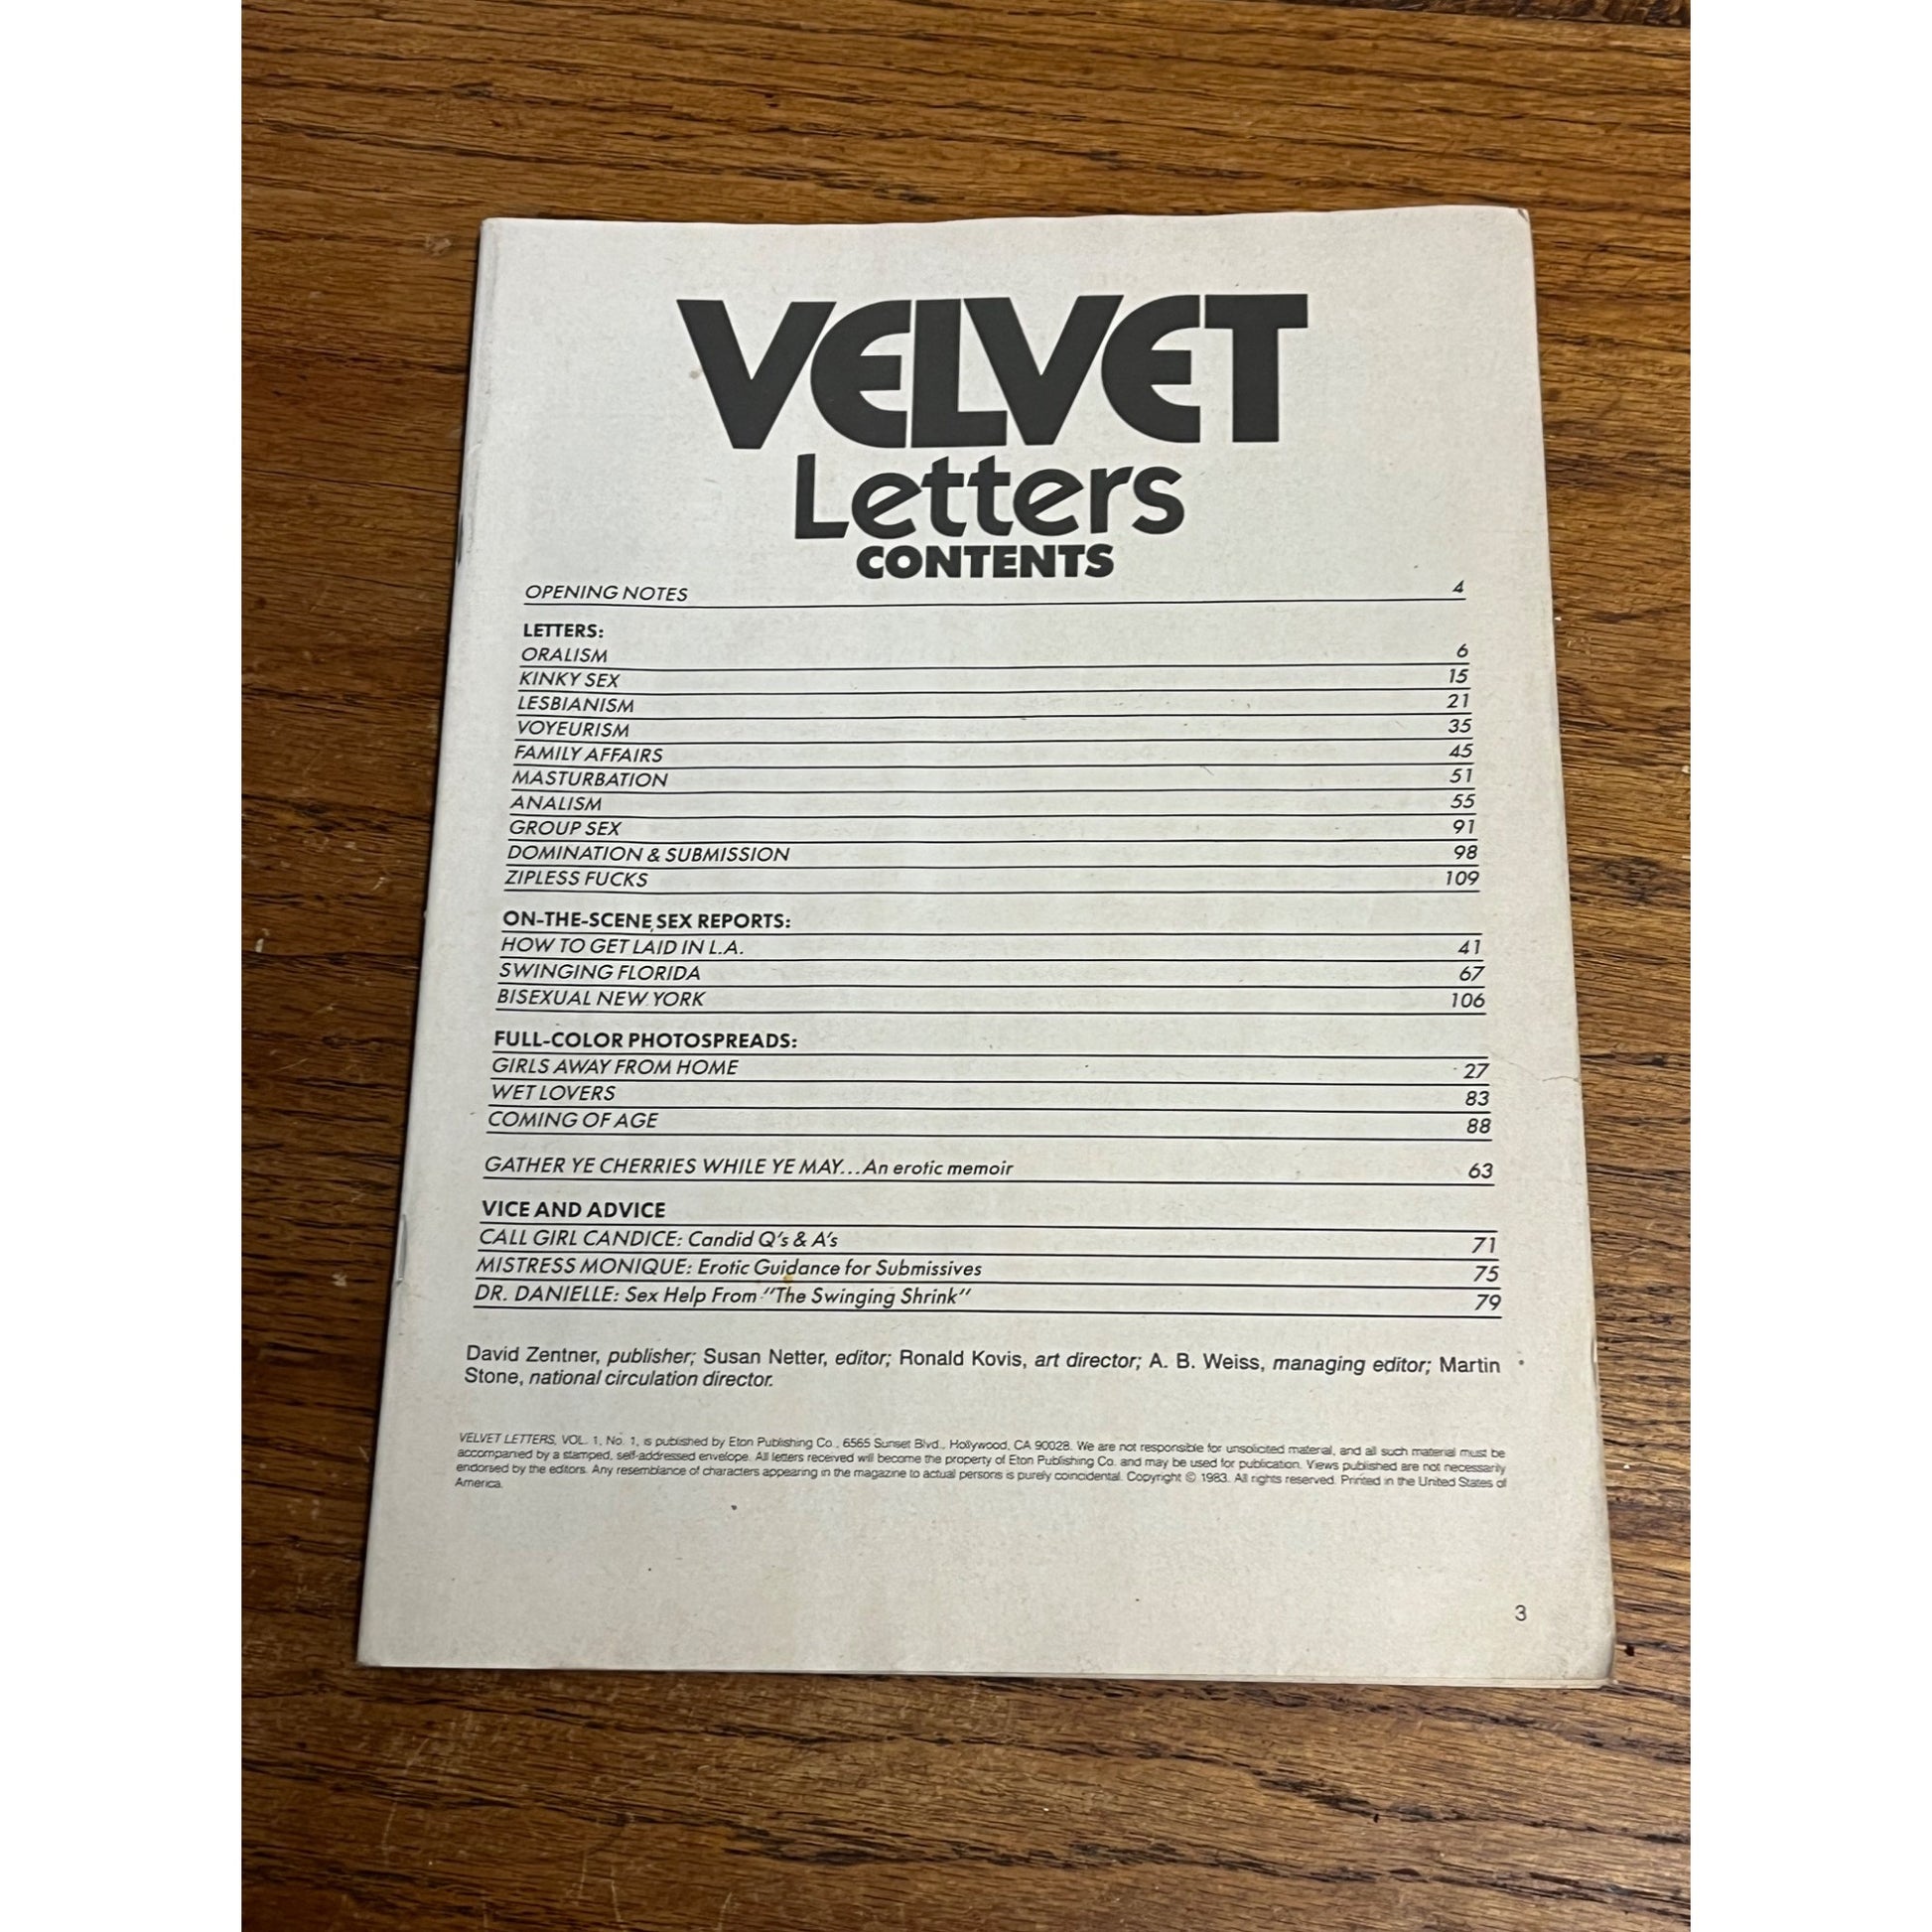 VELVET
Letters
CONTENTS
OPENING NOTES 4
LETTERS:
ORALISM 6
KINKY SEX 15
LESBIANISM 21
VOYEURISM 35
FAMILY AFFAIRS 45
MASTURBATION 51
ANALISM 55
GROUP SEX 91
DOMINATION & SUBMISSION 98
ZIPLESS FUCKS 109
ON-THE-SCENE SEX REPORTS:
HOW TO GET LAID IN L.A. 41
SWINGING FLORIDA 67
BISEXUAL NEW YORK 106
FULL-COLOR PHOTOSPREADS:
GIRLS AWAY FROM HOME 27
WET LOVERS 83
COMING OF AGE 88
GATHER YE CHERRIES WHILE YE MAY...An erotic memoir 63
VICE AND ADVICE
CALL GIRL CANDICE: Candid Q's & A's 71
MISTRESS MONIQUE: Erotic Guidance for Submissives 75
DR. DANIELLE: Sex Help From "The Swinging Shrink" 79
David Zentner, publisher; Susan Netter, editor; Ronald Kovis, art director; A. B. Weiss, managing editor; Martin
Stone, national circulation director.
VELVET LETTERS, VOL. 1, No. 1, is published by Eton Publishing Co., 6565 Sunset Blvd., Hollywood, CA 90028. We are not responsible for unsolicited material, and all such material must be
accompanied by a stamped, self-addressed envelope. All letters received will become the property of Eton Publishing Co. and may be used for publication. Views published are not necessarily
endorsed by the editors. Any resemblance of characters appearing in the magazine to actual persons is purely coincidental. Copyright © 1983. All rights reserved. Printed in the United States of
America.
3